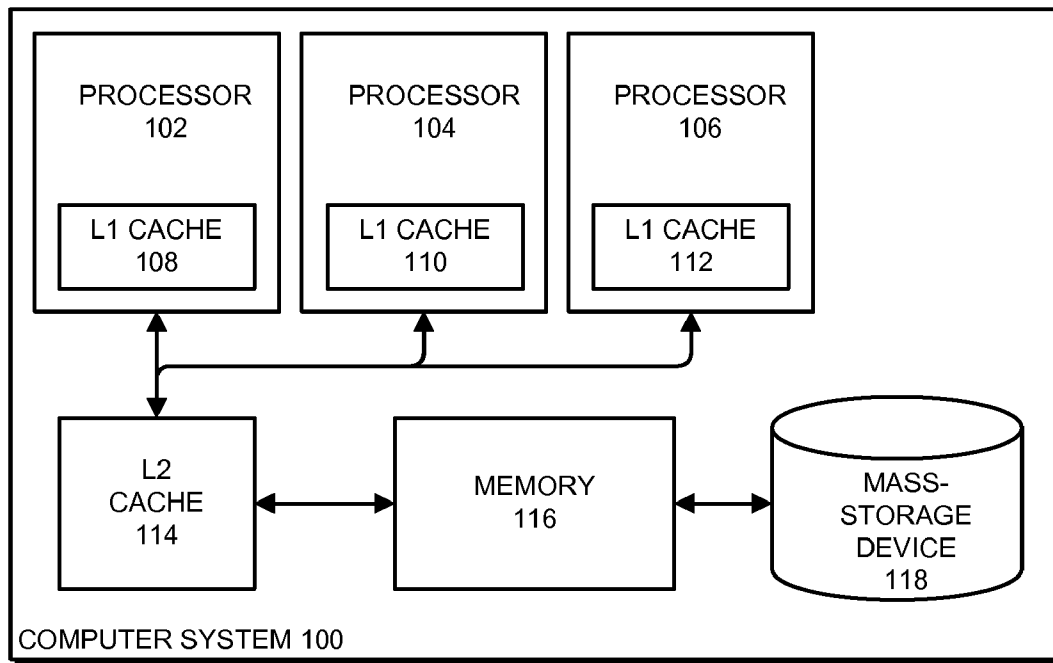 PROCESSOR
102
PROCESSOR
104
PROCESSOR
106
L1 CACHE
108
L1 CACHE
110
L1 CACHE
112
L2
CACHE
114
MEMORY
116
MASS-
STORAGE
DEVICE
118
COMPUTER SYSTEM 100